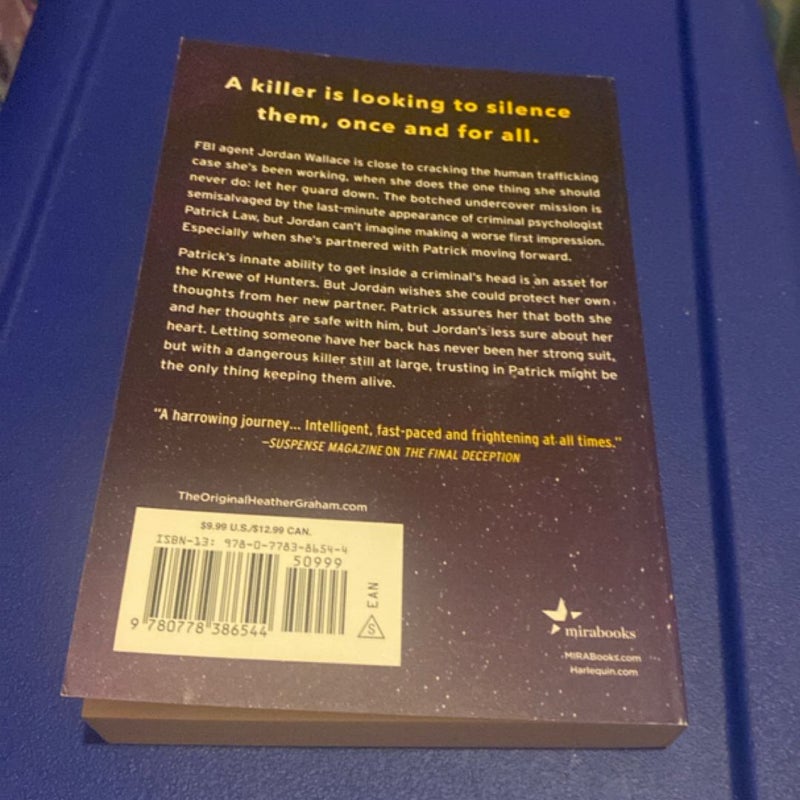 A killer is looking to silence
them, once and for all.
FBI agent Jordan Wallace is close to cracking the human trafficking
case she's been working, when she does the one thing she should
never do: let her guard down. The botched undercover mission is
semisalvaged by the last-minute appearance of criminal psychologist
Patrick Law, but Jordan can't imagine making a worse first impression.
Especially when she's partnered with Patrick moving forward.
Patrick's innate ability to get inside a criminal's head is an asset for
the Krewe of Hunters. But Jordan wishes she could protect her own
thoughts from her new partner. Patrick assures her that both she
and her thoughts are safe with him, but Jordan's less sure about her
heart. Letting someone have her back has never been her strong suit,
but with a dangerous killer still at large, trusting in Patrick might be
the only thing keeping them alive.
"A harrowing journey... Intelligent, fast-paced and frightening at all times."
—SUSPENSE MAGAZINE ON THE FINAL DECEPTION
TheOriginalHeatherGraham.com
$9.99 U.S./$12.99 CAN.
ISBN-13: 978-0-7783-8654-4
50999
EAN
9 780778 386544
S
mirabooks
MIRABooks.com
Harlequin.com